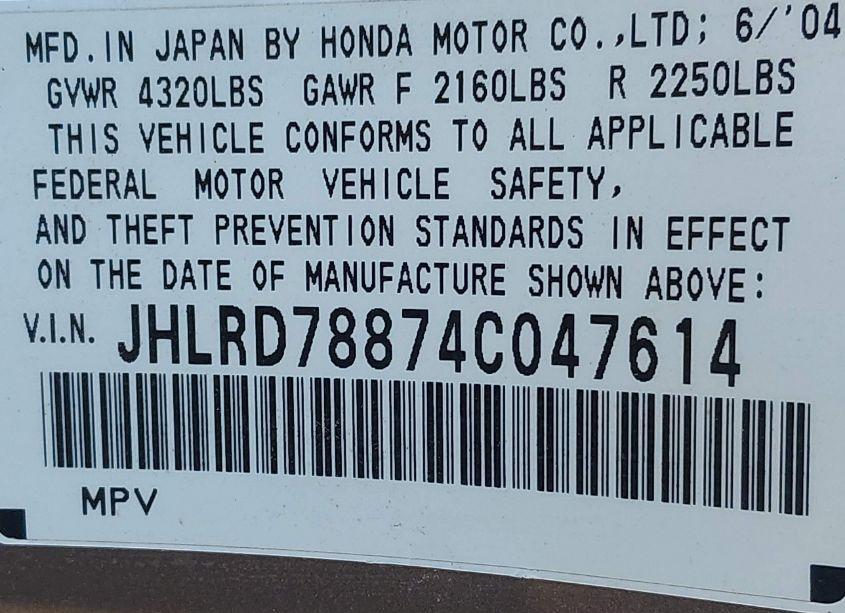 MFD. IN JAPAN BY HONDA MOTOR CO.,LTD; 6/'04
GVWR 4320LBS GAWR F 2160LBS R 2250LBS
THIS VEHICLE CONFORMS TO ALL APPLICABLE
FEDERAL MOTOR VEHICLE SAFETY,
AND THEFT PREVENTION STANDARDS IN EFFECT
ON THE DATE OF MANUFACTURE SHOWN ABOVE:
V.I.N. JHLRD78874C047614
MPV